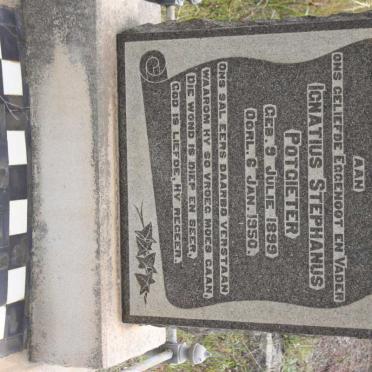 AAN
ONS GELIEFDE EGGENOOT EN VADER
IGNATIUS STEPHANUS
POTGIETER
GEB. 9 JULIE 1899
OORL. 6 JAN. 1950.
ONS SAL EERS DAARBO VERSTAAN
WAAROM HY SO VROEG MOES GAAN,
DIE WOND IS DIEP EN SEER,
GOD IS LIEFDE, HY REGEER.